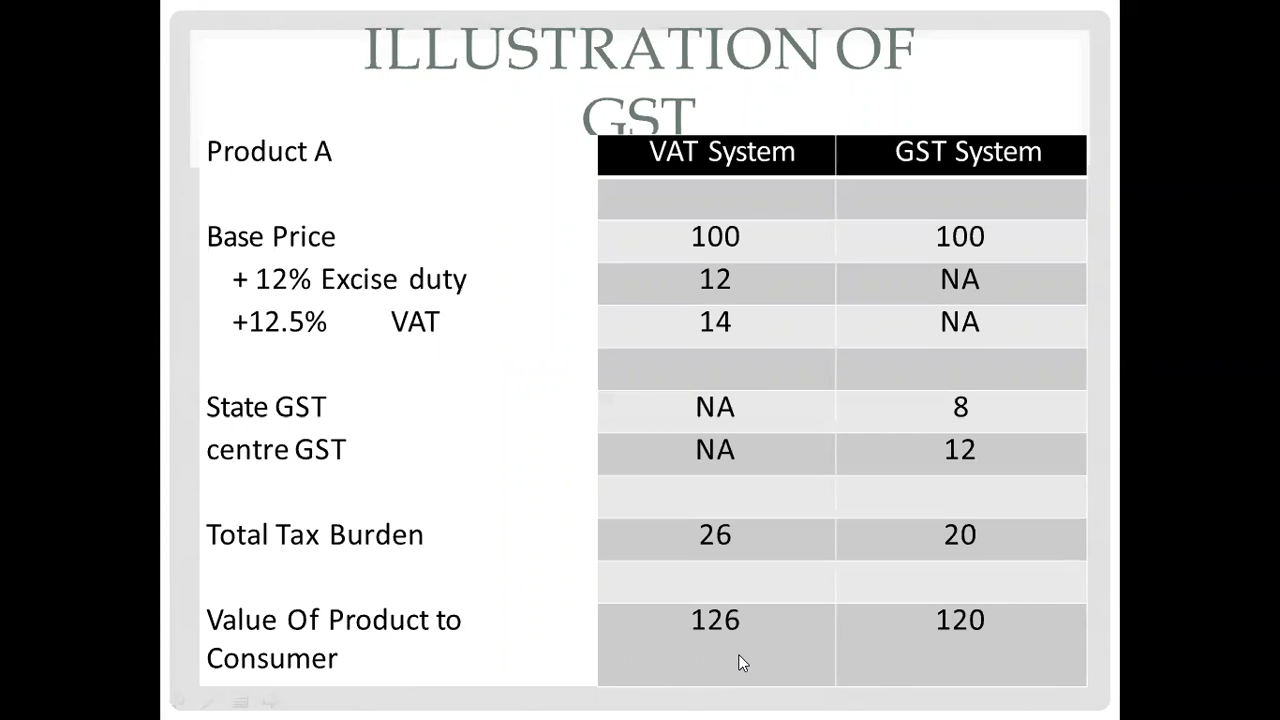 ILLUSTRATION OF
GST
Product A VAT System GST System
Base Price 100 100
+ 12% Excise duty 12 NA
+12.5% VAT 14 NA
State GST NA 8
centre GST NA 12
Total Tax Burden 26 20
Value Of Product to 126 120
Consumer